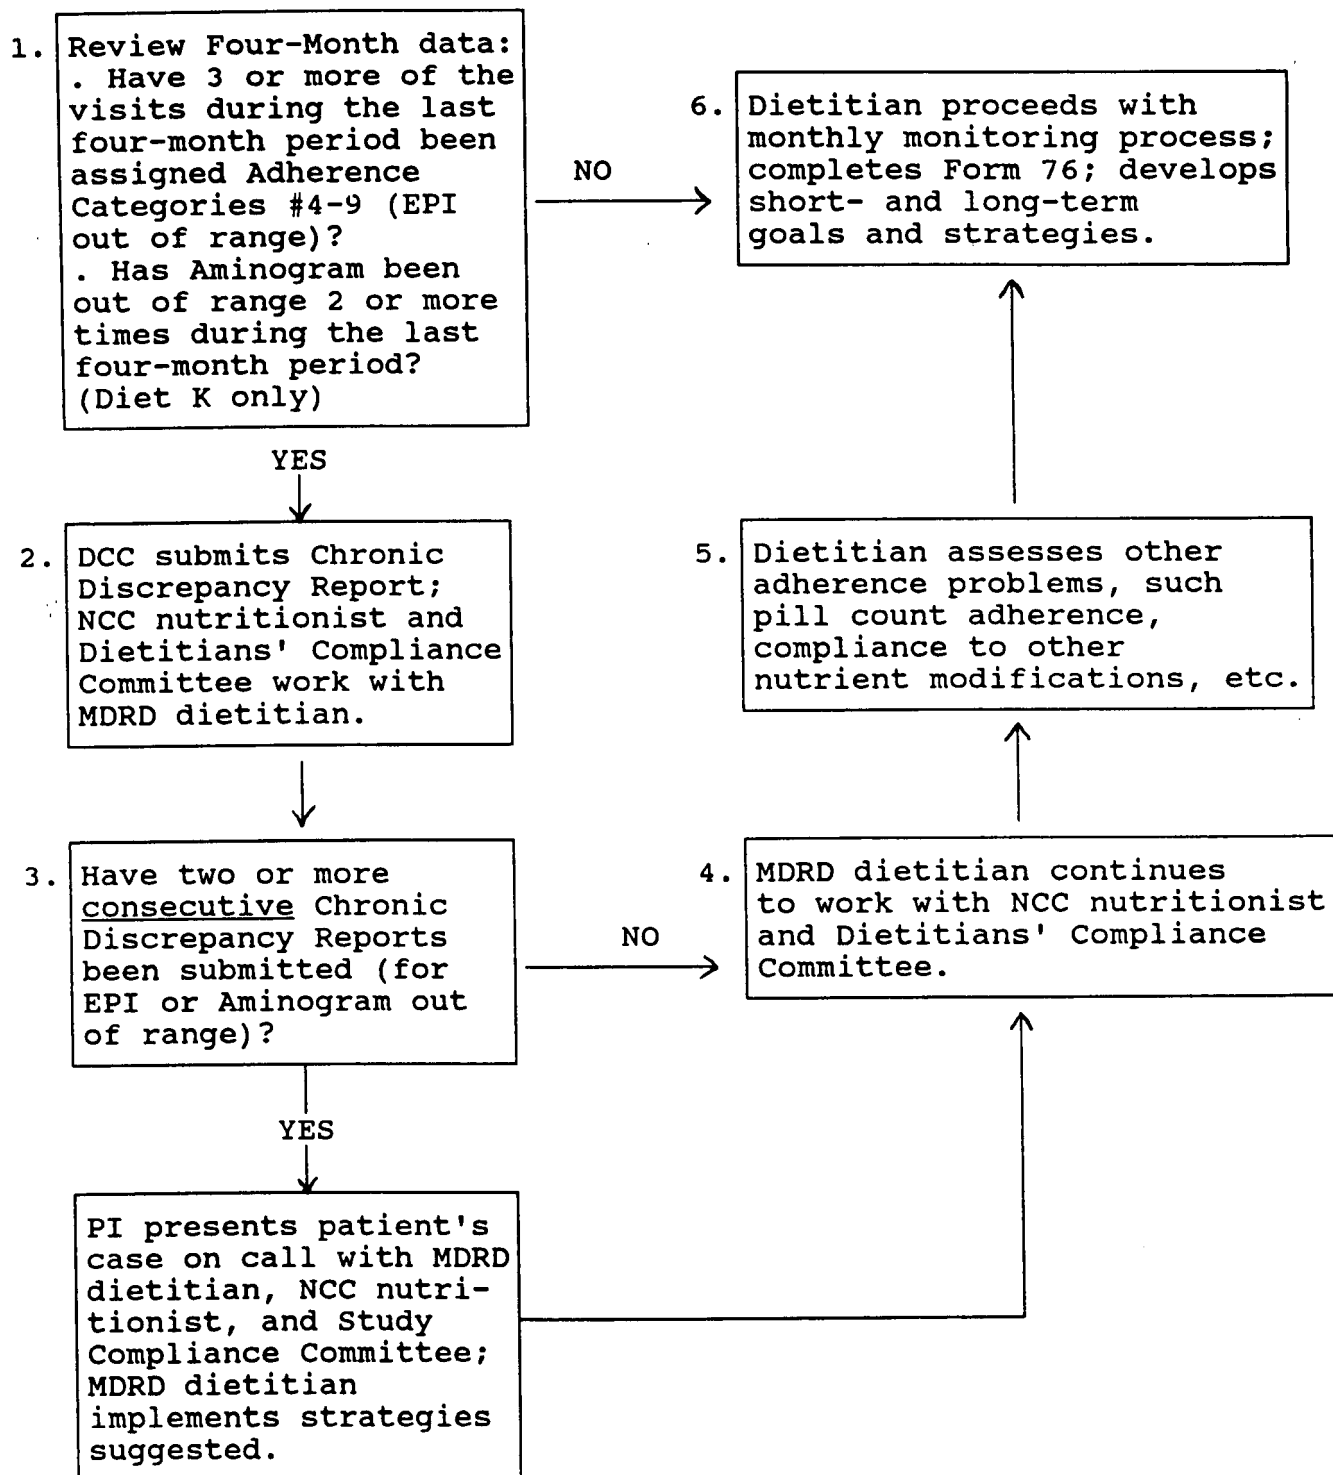 1. Review Four-Month data:
. Have 3 or more of the
visits during the last
four-month period been
assigned Adherence
Categories #4-9 (EPI
out of range)?
. Has Aminogram been
out of range 2 or more
times during the last
four-month period?
(Diet K only)
NO
6. Dietitian proceeds with
monthly monitoring process;
completes Form 76; develops
short- and long-term
goals and strategies.
YES
2. DCC submits Chronic
Discrepancy Report;
NCC nutritionist and
Dietitians' Compliance
Committee work with
MDRD dietitian.
5. Dietitian assesses other
adherence problems, such
pill count adherence,
compliance to other
nutrient modifications, etc.
3. Have two or more
consecutive Chronic
Discrepancy Reports
been submitted (for
EPI or Aminogram out
of range)?
NO
4. MDRD dietitian continues
to work with NCC nutritionist
and Dietitians' Compliance
Committee.
YES
PI presents patient's
case on call with MDRD
dietitian, NCC nutri-
tionist, and Study
Compliance Committee;
MDRD dietitian
implements strategies
suggested.